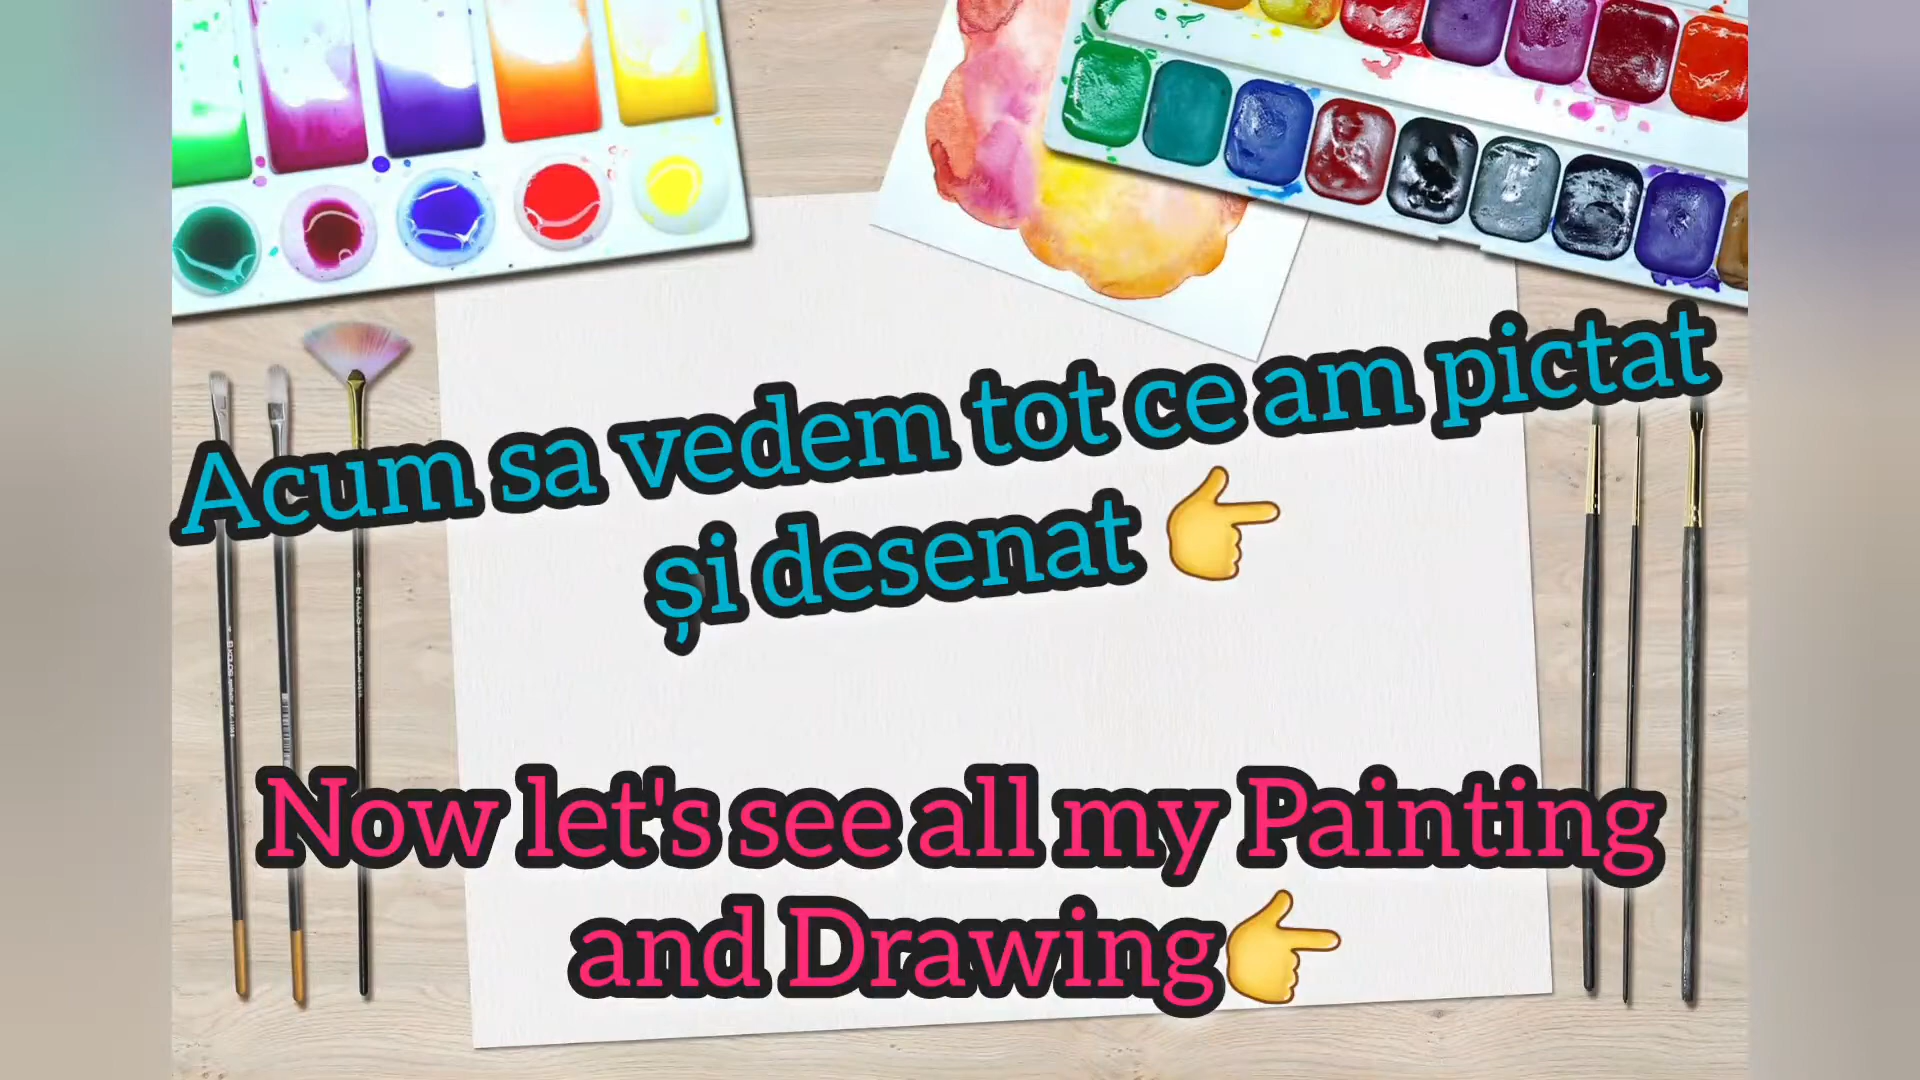 Acum sa vedem tot ce am pictat
și desenat 👉
Now let's see all my Painting
and Drawing👉